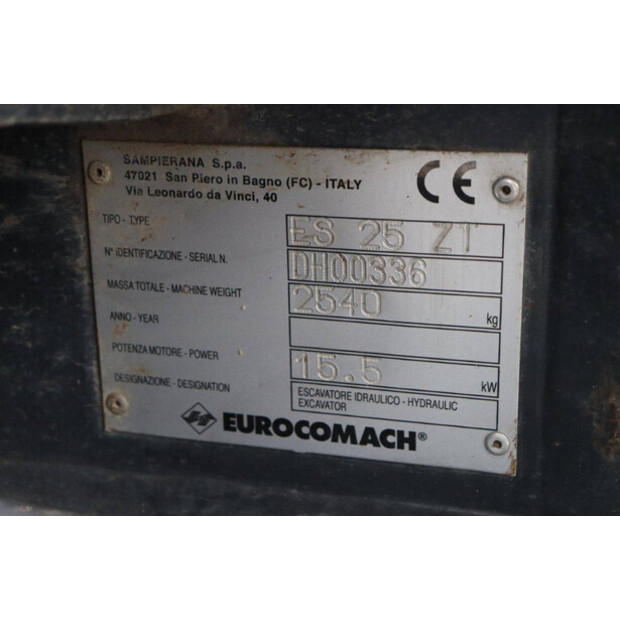 SAMPIERANA S.p.a.
47021 San Piero in Bagno (FC) - ITALY
Via Leonardo da Vinci, 40
CE
TIPO - TYPE ES 25 ZT
N° IDENTIFICAZIONE - SERIAL N. DH00336
MASSA TOTALE - MACHINE WEIGHT 2540 kg
ANNO - YEAR
POTENZA MOTORE - POWER 15.5 kW
DESIGNAZIONE - DESIGNATION ESCAVATORE IDRAULICO - HYDRAULIC
EXCAVATOR
EUROCOMACH®